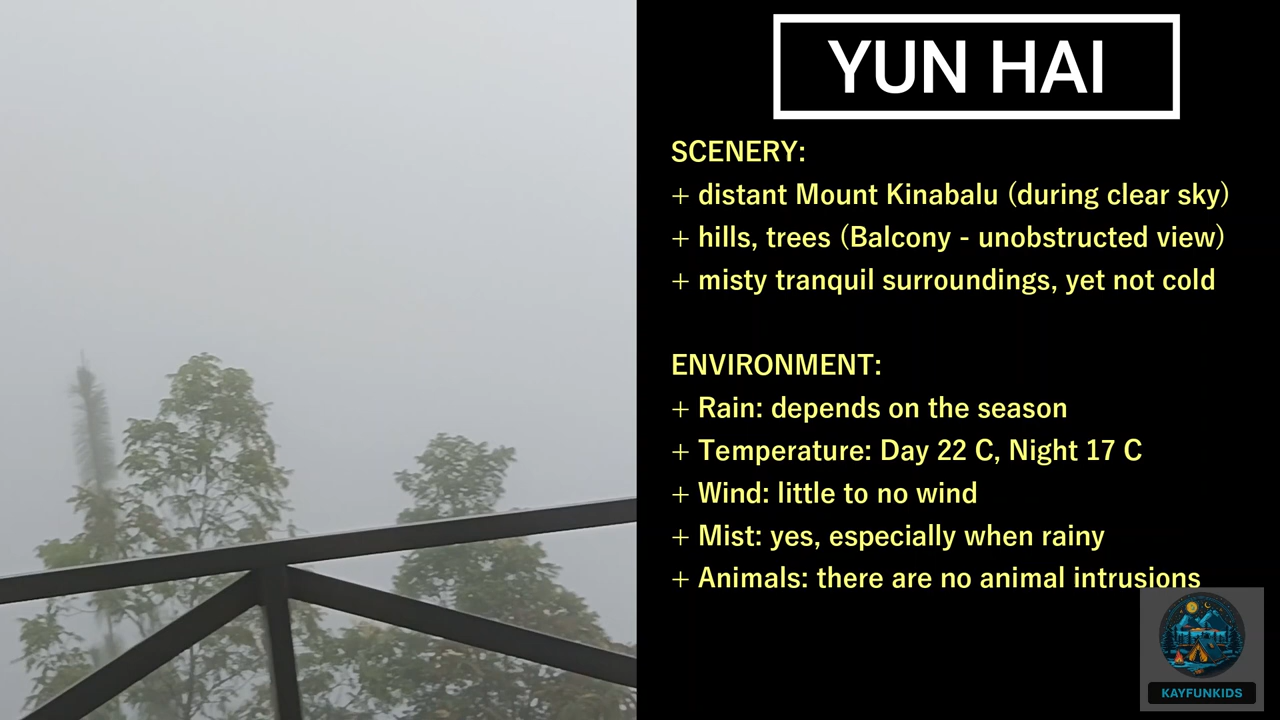 YUN HAI
SCENERY:
+ distant Mount Kinabalu (during clear sky)
+ hills, trees (Balcony - unobstructed view)
+ misty tranquil surroundings, yet not cold
ENVIRONMENT:
+ Rain: depends on the season
+ Temperature: Day 22 C, Night 17 C
+ Wind: little to no wind
+ Mist: yes, especially when rainy
+ Animals: there are no animal intrusions
KAYFUNKIDS